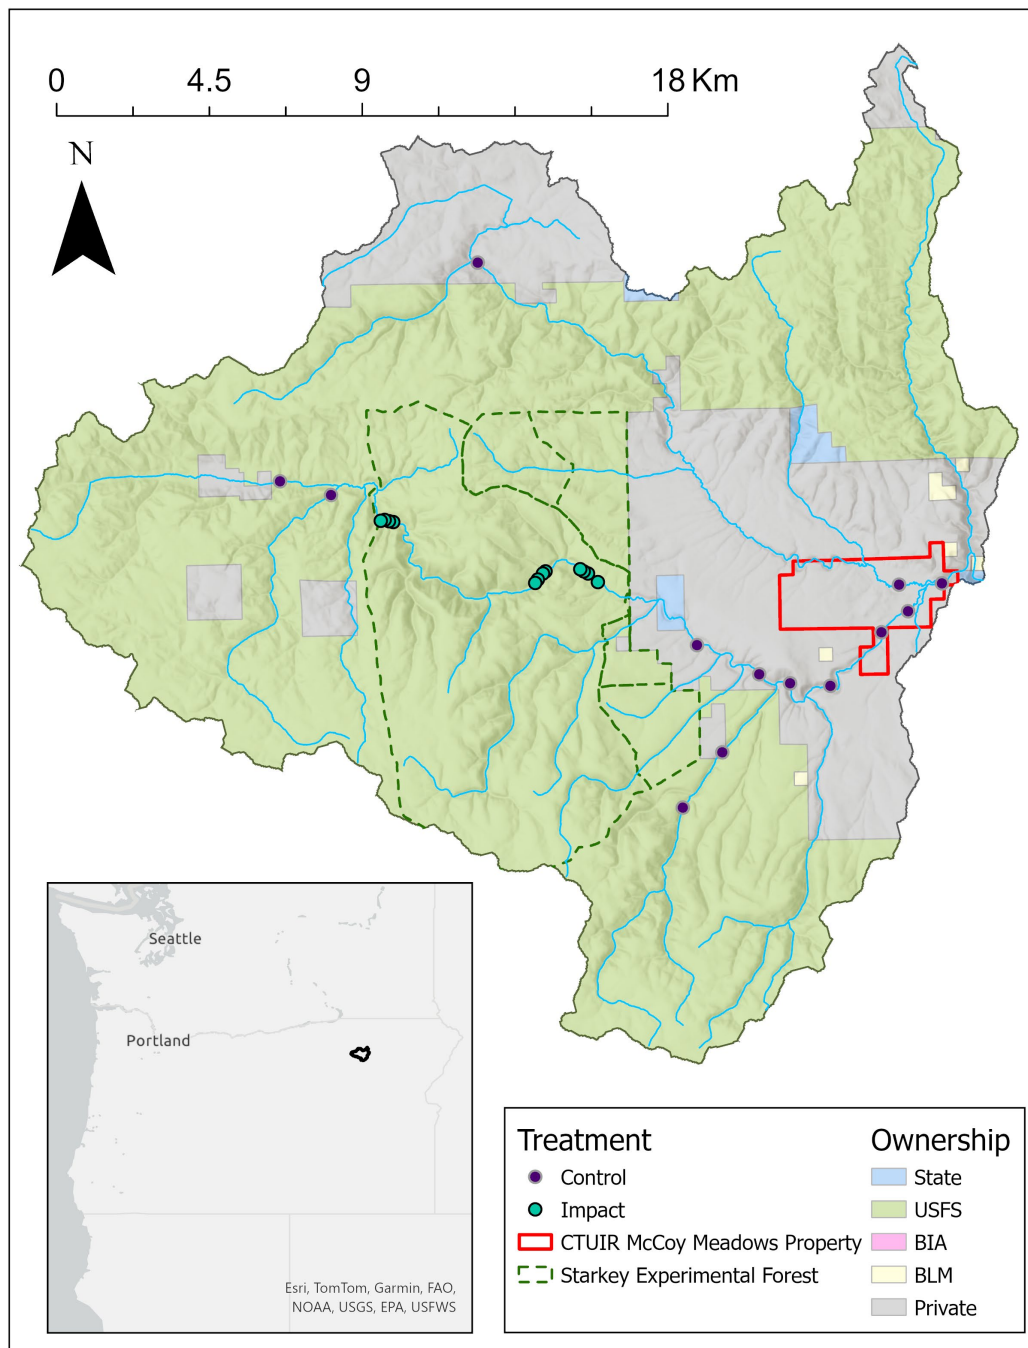 0 4.5 9 18 Km
N
Seattle
Portland
Esri, TomTom, Garmin, FAO,
NOAA, USGS, EPA, USFWS
Treatment
Control
Impact
CTUIR McCoy Meadows Property
Starkey Experimental Forest
Ownership
State
USFS
BIA
BLM
Private